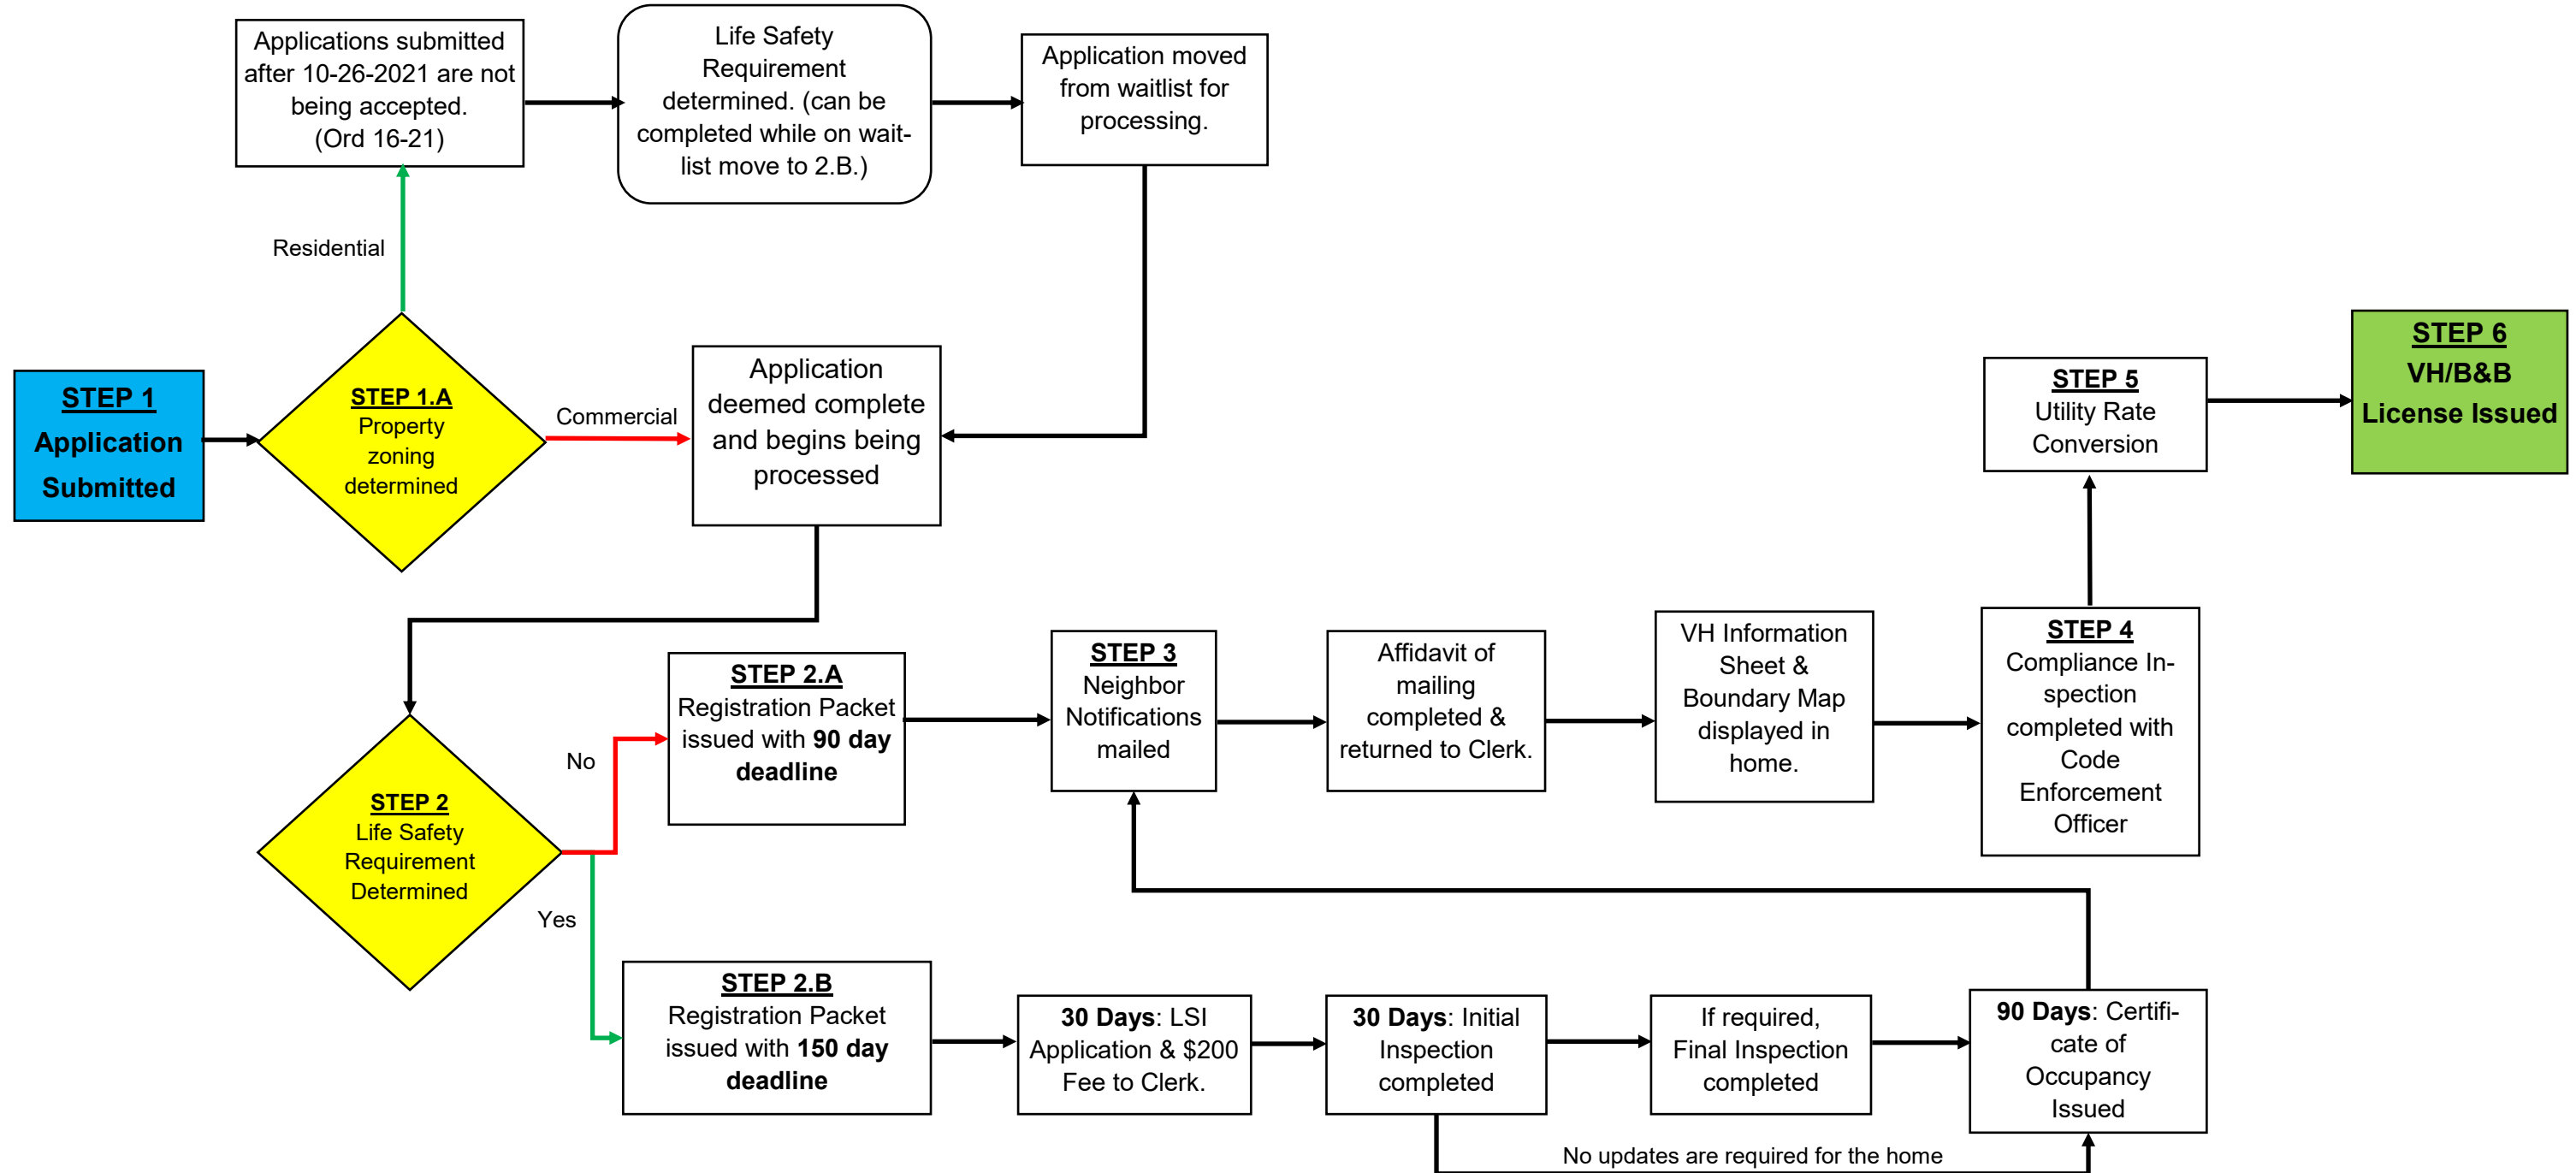 Applications submitted
after 10-26-2021 are not
being accepted.
(Ord 16-21)
Life Safety
Requirement
determined. (can be
completed while on wait-
list move to 2.B.)
Application moved
from waitlist for
processing.
Residential
STEP 1
Application
Submitted
STEP 1.A
Property
zoning
determined
Commercial
Application
deemed complete
and begins being
processed
STEP 5
Utility Rate
Conversion
STEP 6
VH/B&B
License Issued
STEP 2
Life Safety
Requirement
Determined
No
Yes
STEP 2.A
Registration Packet
issued with 90 day
deadline
STEP 3
Neighbor
Notifications
mailed
Affidavit of
mailing
completed &
returned to Clerk.
VH Information
Sheet &
Boundary Map
displayed in
home.
STEP 4
Compliance In-
spection
completed with
Code
Enforcement
Officer
STEP 2.B
Registration Packet
issued with 150 day
deadline
30 Days: LSI
Application & $200
Fee to Clerk.
30 Days: Initial
Inspection
completed
If required,
Final Inspection
completed
90 Days: Certifi-
cate of
Occupancy
Issued
No updates are required for the home